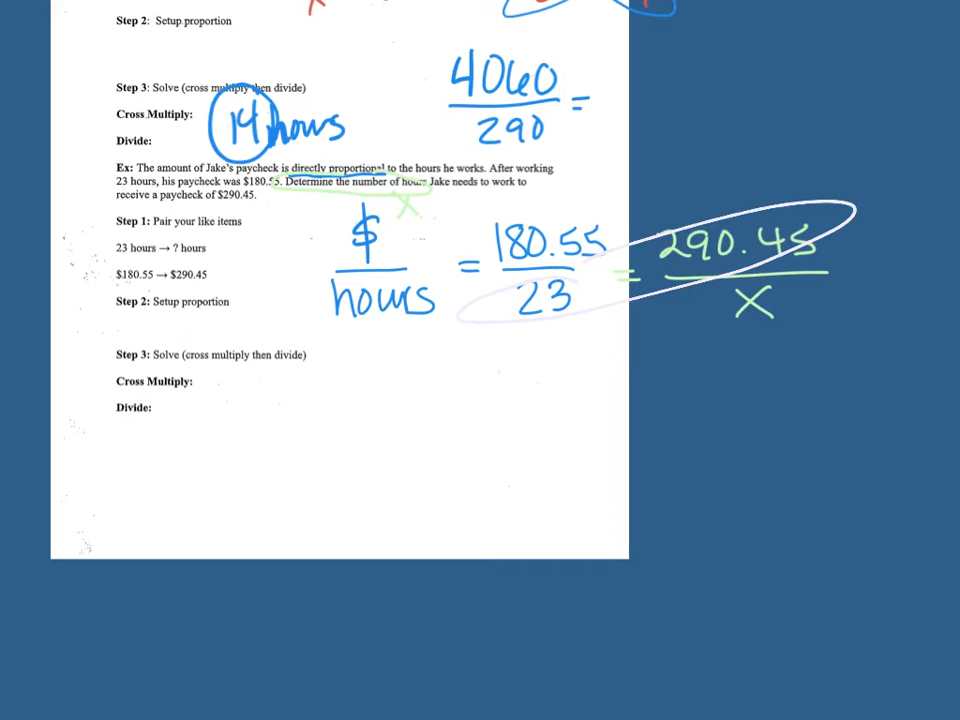 Step 2: Setup proportion
Step 3: Solve (cross multiply then divide)
4060
290
=
Cross Multiply:
14 hours
Divide:
Ex: The amount of Jake's paycheck is directly proportional to the hours he works. After working
23 hours, his paycheck was $180.55. Determine the number of hours Jake needs to work to
receive a paycheck of $290.45.
x
Step 1: Pair your like items
23 hours → ? hours
$180.55 → $290.45
Step 2: Setup proportion
$
hours
=
180.55
23
=
290.45
x
Step 3: Solve (cross multiply then divide)
Cross Multiply:
Divide: